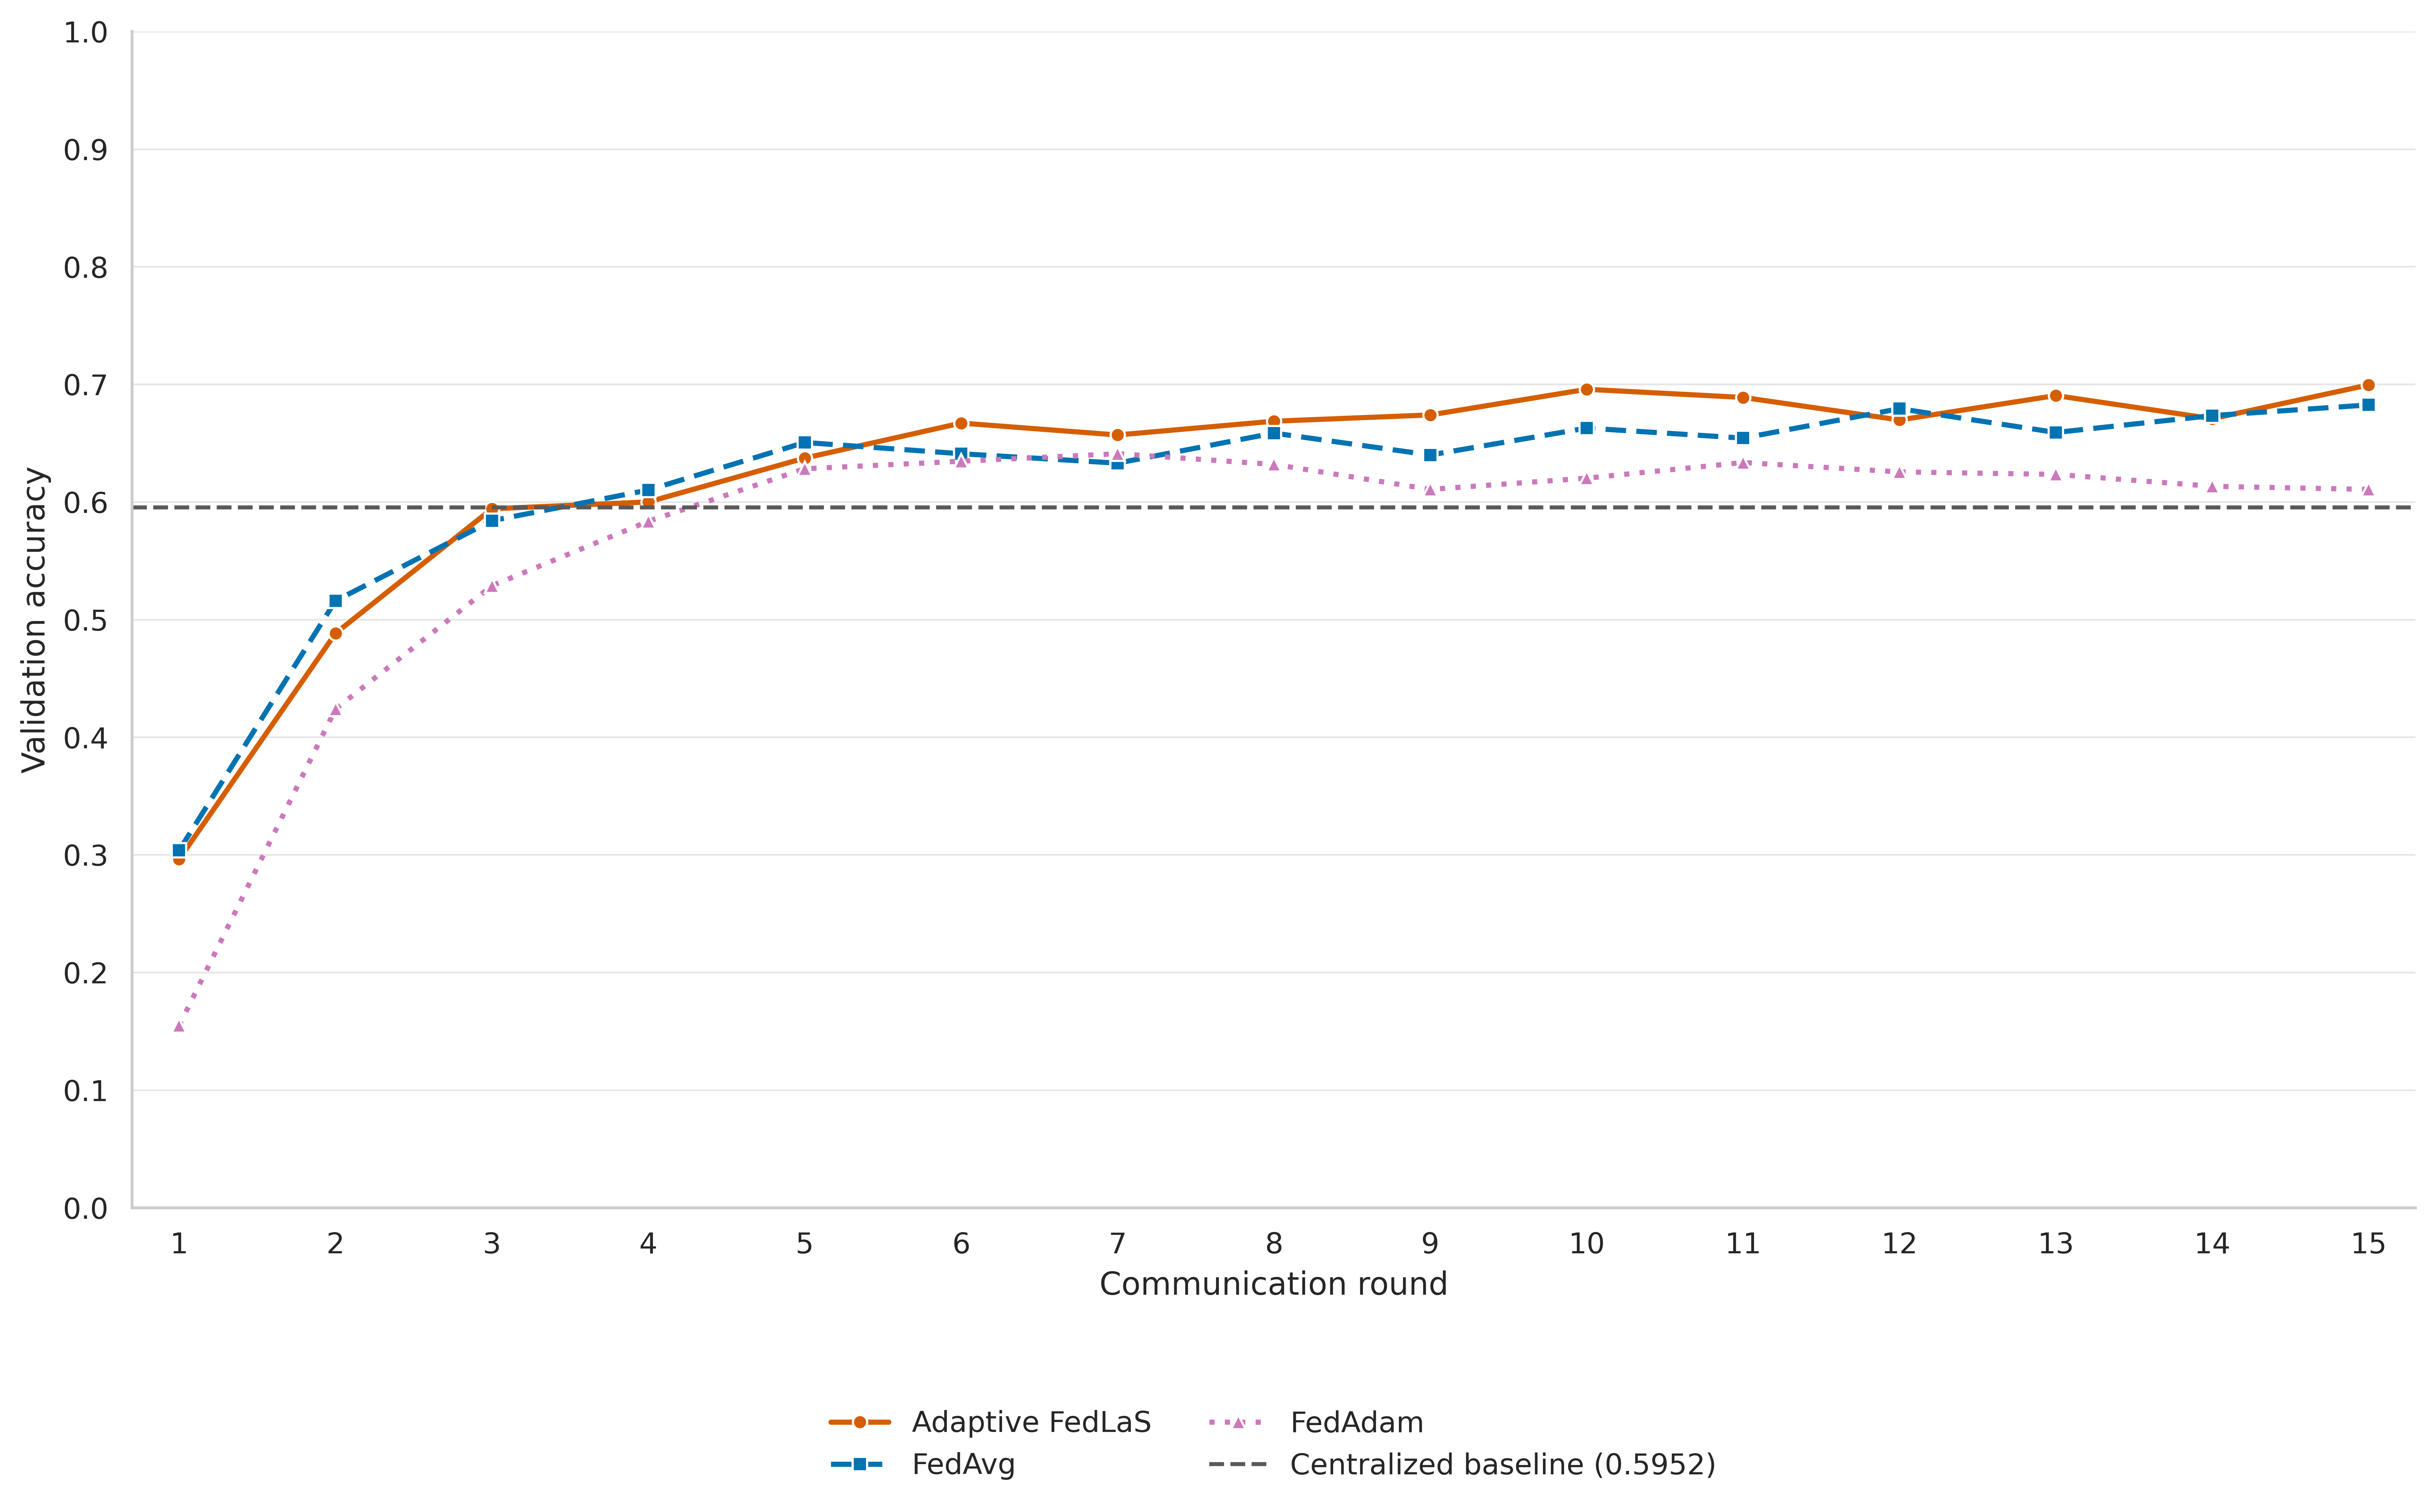 1.0
0.9
0.8
0.7
0.6
0.5
0.4
0.3
0.2
0.1
0.0
Validation accuracy
1 2 3 4 5 6 7 8 9 10 11 12 13 14 15
Communication round
Adaptive FedLaS
FedAvg
FedAdam
Centralized baseline (0.5952)